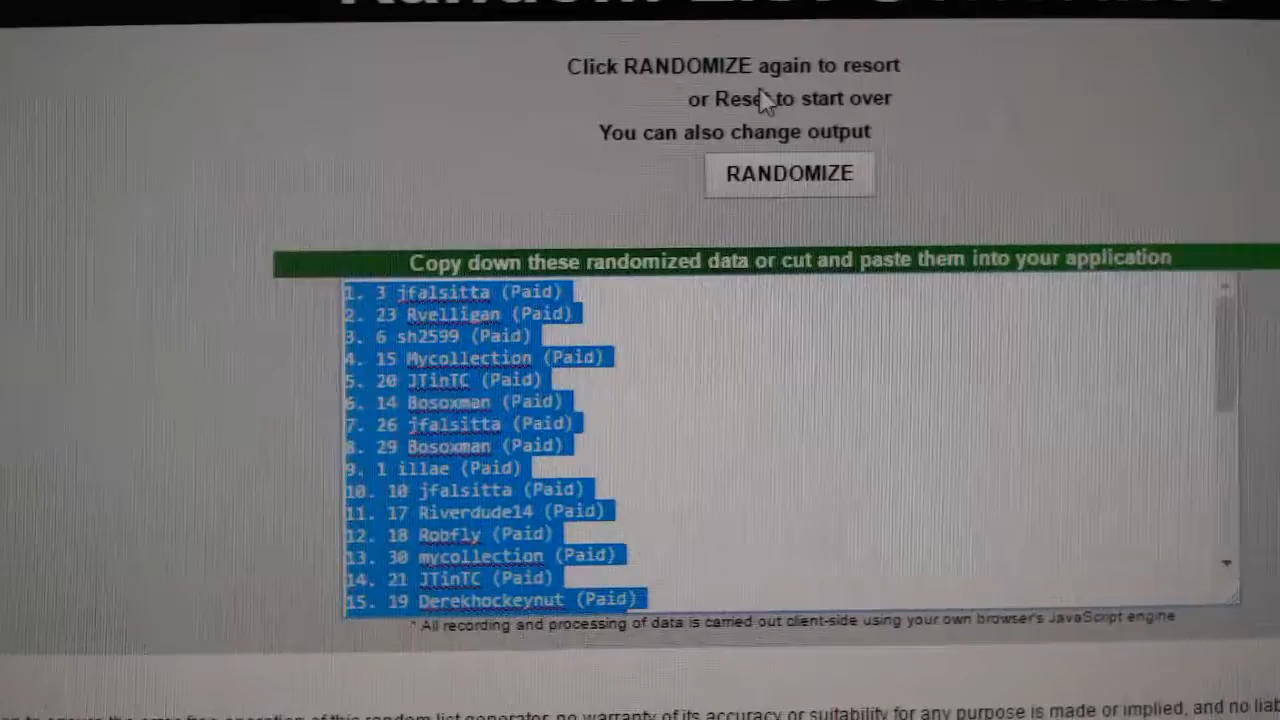 Click RANDOMIZE again to resort
or Reset to start over
You can also change output
RANDOMIZE
Copy down these randomized data or cut and paste them into your application
1. 3 jfalsitta (Paid)
2. 23 Rvelligan (Paid)
3. 6 sh2599 (Paid)
4. 15 Mycollection (Paid)
5. 20 JTinTC (Paid)
6. 14 Bosoxman (Paid)
7. 26 jfalsitta (Paid)
8. 29 Bosoxman (Paid)
9. 1 illae (Paid)
10. 10 jfalsitta (Paid)
11. 17 Riverdude14 (Paid)
12. 18 Robfly (Paid)
13. 30 mycollection (Paid)
14. 21 JTinTC (Paid)
15. 19 Derekhockeynut (Paid)
* All recording and processing of data is carried out client-side using your own browser's JavaScript engine
of this random list generator, no warranty of its accuracy or suitability for any purpose is made or implied, and no